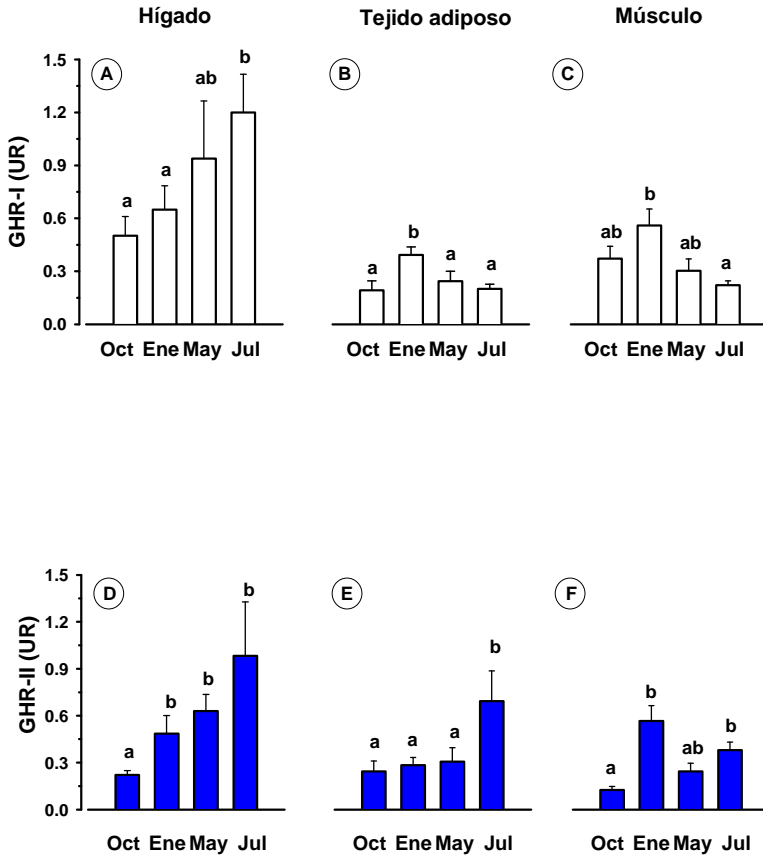 Hígado Tejido adiposo Músculo
GHR-I (UR)
1.5
1.2
0.9
0.6
0.3
0.0
A
a a ab b
Oct Ene May Jul
B
a b a a
Oct Ene May Jul
C
ab b ab a
Oct Ene May Jul
GHR-II (UR)
1.5
1.2
0.9
0.6
0.3
0.0
D
a b b b
Oct Ene May Jul
E
a a a b
Oct Ene May Jul
F
a b ab b
Oct Ene May Jul